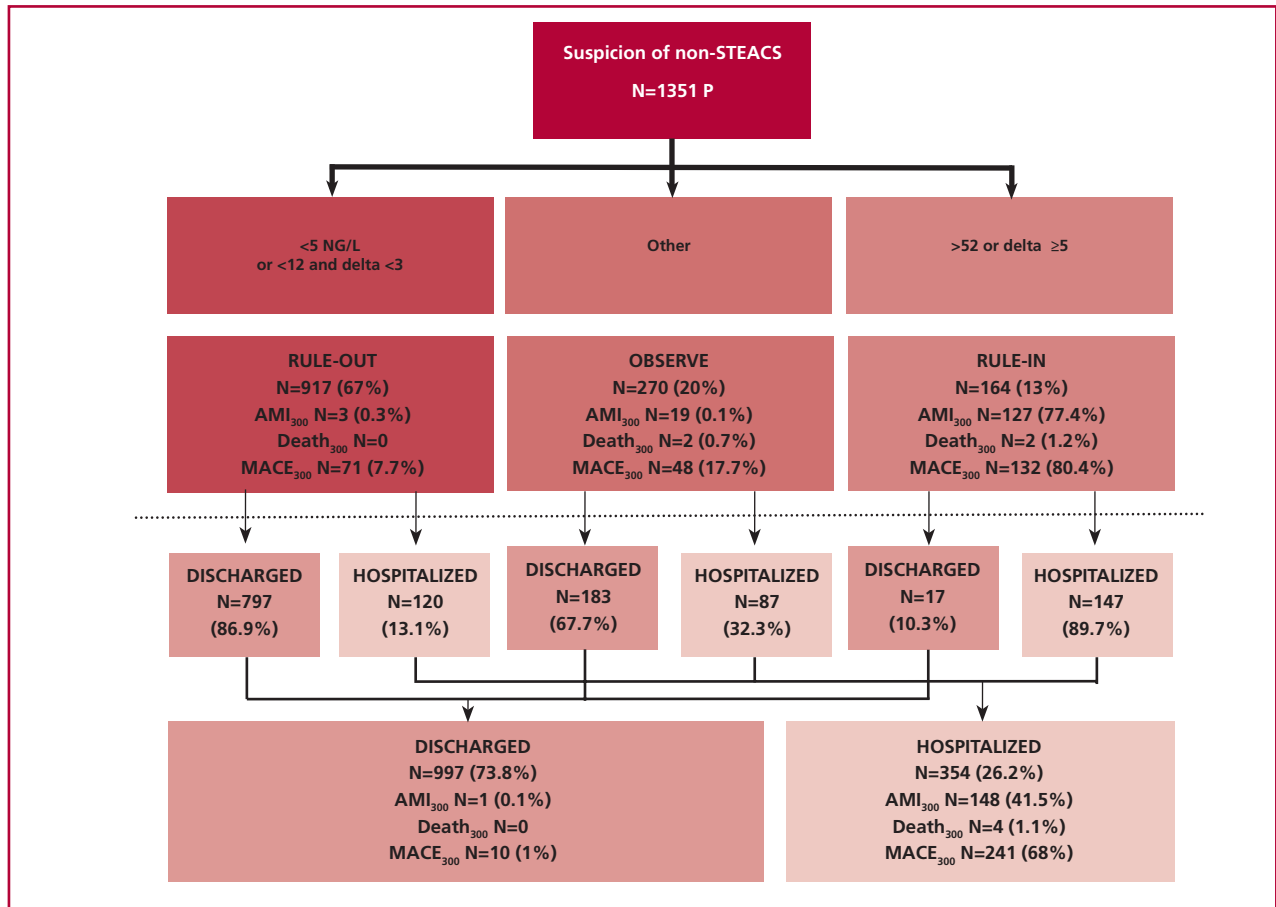 Suspicion of non-STEACS
N=1351 P
<5 NG/L
or <12 and delta <3
Other
>52 or delta ≥5
RULE-OUT
N=917 (67%)
AMI300 N=3 (0.3%)
Death300 N=0
MACE300 N=71 (7.7%)
OBSERVE
N=270 (20%)
AMI300 N=19 (0.1%)
Death300 N=2 (0.7%)
MACE300 N=48 (17.7%)
RULE-IN
N=164 (13%)
AMI300 N=127 (77.4%)
Death300 N=2 (1.2%)
MACE300 N=132 (80.4%)
DISCHARGED
N=797
(86.9%)
HOSPITALIZED
N=120
(13.1%)
DISCHARGED
N=183
(67.7%)
HOSPITALIZED
N=87
(32.3%)
DISCHARGED
N=17
(10.3%)
HOSPITALIZED
N=147
(89.7%)
DISCHARGED
N=997 (73.8%)
AMI300 N=1 (0.1%)
Death300 N=0
MACE300 N=10 (1%)
HOSPITALIZED
N=354 (26.2%)
AMI300 N=148 (41.5%)
Death300 N=4 (1.1%)
MACE300 N=241 (68%)